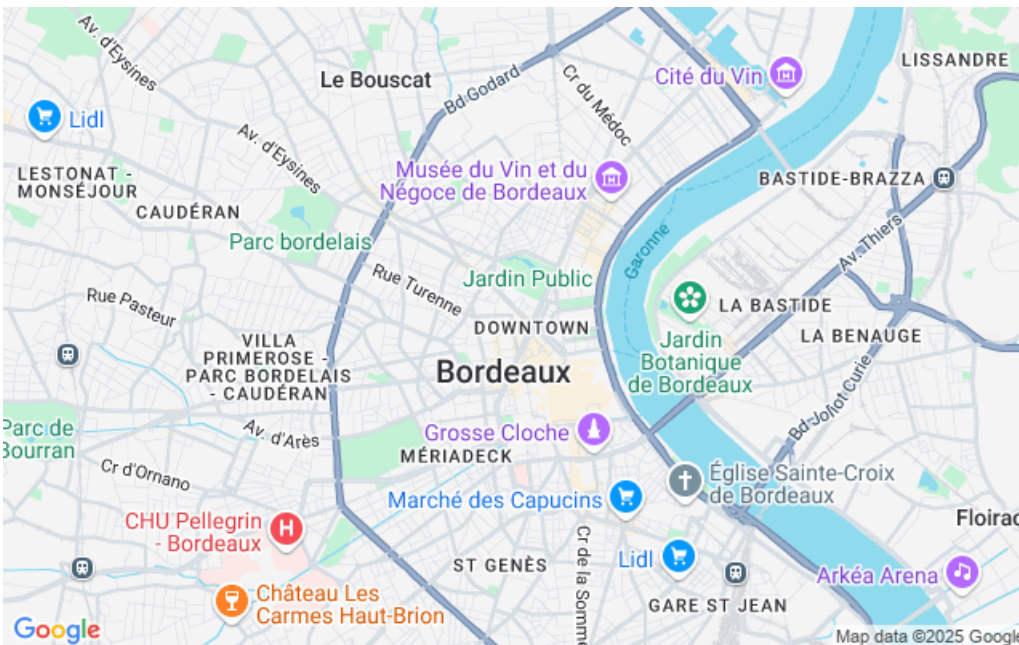 Av. d'Eysines
Le Bouscat
Cité du Vin
LISSANDRE
Bd Godard
Cr du Médoc
Lidl
Av. d'Eysines
LESTONAT -
MONSÉJOUR
Musée du Vin et du
Négoce de Bordeaux
BASTIDE-BRAZZA
CAUDÉRAN
Parc bordelais
Garonne
Av. Thiers
Rue Turenne
Jardin Public
Rue Pasteur
LA BASTIDE
DOWNTOWN
LA BENAUGE
VILLA
PRIMEROSE -
PARC BORDELAIS
- CAUDÉRAN
Jardin
Botanique
de Bordeaux
Bordeaux
Bd Joliot Curie
Parc de
Bourran
Av. d'Arès
Grosse Cloche
MÉRIADECK
Cr d'Ornano
Église Sainte-Croix
de Bordeaux
Marché des Capucins
CHU Pellegrin
- Bordeaux
Floirac
Cr de la Somme
Lidl
ST GENÈS
Arkéa Arena
Château Les
Carmes Haut-Brion
GARE ST JEAN
Google
Map data ©2025 Google